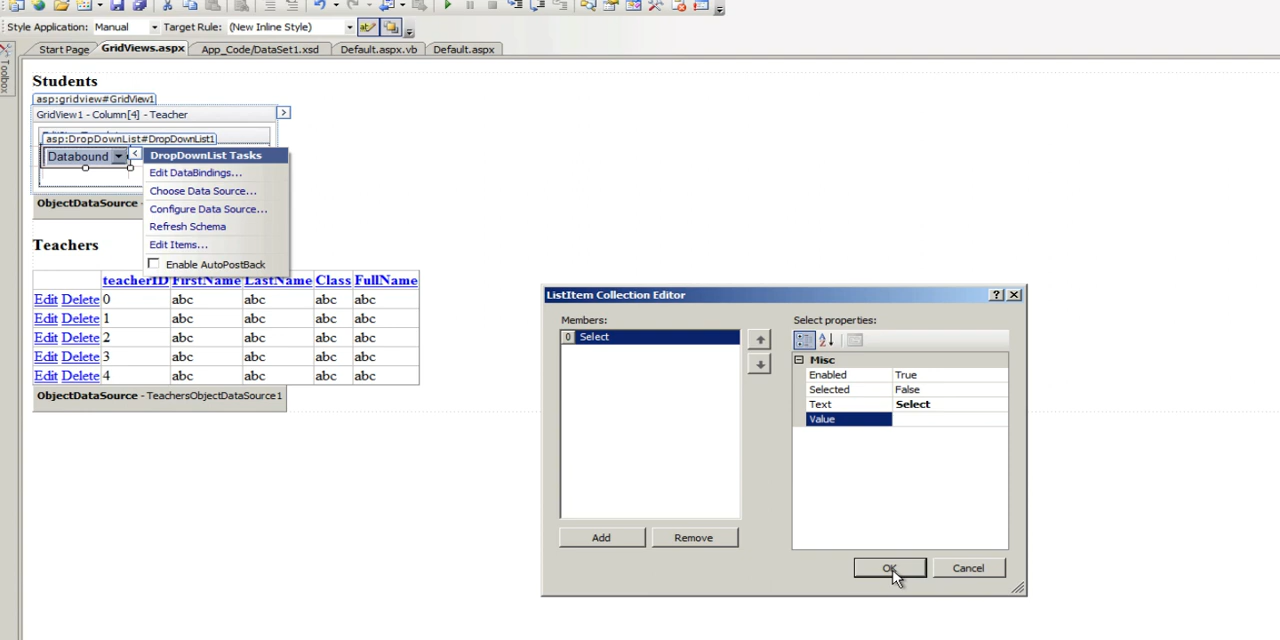 Style Application: Manual Target Rule: (New Inline Style)
Toolbox
Start Page GridViews.aspx App_Code/DataSet1.xsd Default.aspx.vb Default.aspx
Students
asp:gridview#GridView1
GridView1 - Column[4] - Teacher
asp:DropDownList#DropDownList1
Databound
DropDownList Tasks
Edit DataBindings...
Choose Data Source...
Configure Data Source...
Refresh Schema
Edit Items...
Enable AutoPostBack
ObjectDataSource -
Teachers
teacherID FirstName LastName Class FullName
Edit Delete 0 abc abc abc abc
Edit Delete 1 abc abc abc abc
Edit Delete 2 abc abc abc abc
Edit Delete 3 abc abc abc abc
Edit Delete 4 abc abc abc abc
ObjectDataSource - TeachersObjectDataSource1
ListItem Collection Editor
Members:
0 Select
Add Remove
Select properties:
Misc
Enabled True
Selected False
Text Select
Value
OK Cancel